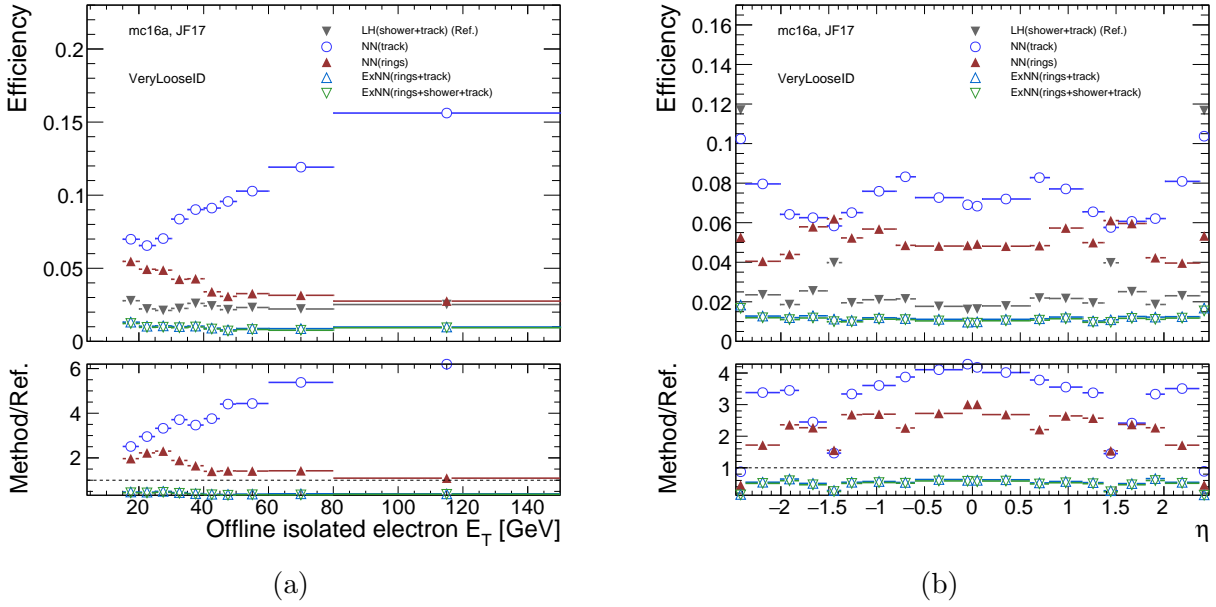 Efficiency
0.2
0.15
0.1
0.05
0
mc16a, JF17
VeryLooseID
LH(shower+track) (Ref.)
NN(track)
NN(rings)
ExNN(rings+track)
ExNN(rings+shower+track)
Method/Ref.
6
4
2
20 40 60 80 100 120 140
Offline isolated electron E_T [GeV]
(a)
Efficiency
0.16
0.14
0.12
0.1
0.08
0.06
0.04
0.02
0
mc16a, JF17
VeryLooseID
LH(shower+track) (Ref.)
NN(track)
NN(rings)
ExNN(rings+track)
ExNN(rings+shower+track)
Method/Ref.
4
3
2
1
−2 −1.5 −1 −0.5 0 0.5 1 1.5 2
η
(b)